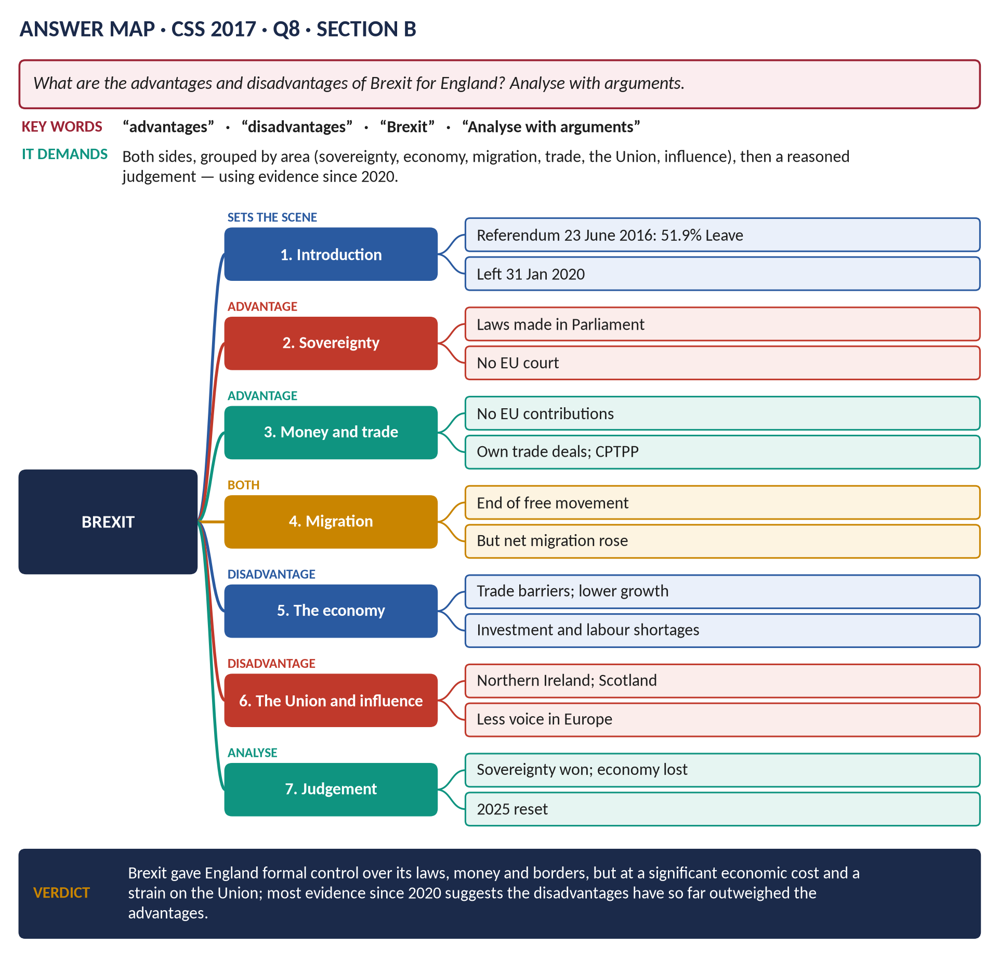 ANSWER MAP · CSS 2017 · Q8 · SECTION B
What are the advantages and disadvantages of Brexit for England? Analyse with arguments.
KEY WORDS “advantages” · “disadvantages” · “Brexit” · “Analyse with arguments”
IT DEMANDS Both sides, grouped by area (sovereignty, economy, migration, trade, the Union, influence), then a reasoned
judgement — using evidence since 2020.
BREXIT
SETS THE SCENE
1. Introduction
Referendum 23 June 2016: 51.9% Leave
Left 31 Jan 2020
ADVANTAGE
2. Sovereignty
Laws made in Parliament
No EU court
ADVANTAGE
3. Money and trade
No EU contributions
Own trade deals; CPTPP
BOTH
4. Migration
End of free movement
But net migration rose
DISADVANTAGE
5. The economy
Trade barriers; lower growth
Investment and labour shortages
DISADVANTAGE
6. The Union and influence
Northern Ireland; Scotland
Less voice in Europe
ANALYSE
7. Judgement
Sovereignty won; economy lost
2025 reset
VERDICT
Brexit gave England formal control over its laws, money and borders, but at a significant economic cost and a
strain on the Union; most evidence since 2020 suggests the disadvantages have so far outweighed the
advantages.